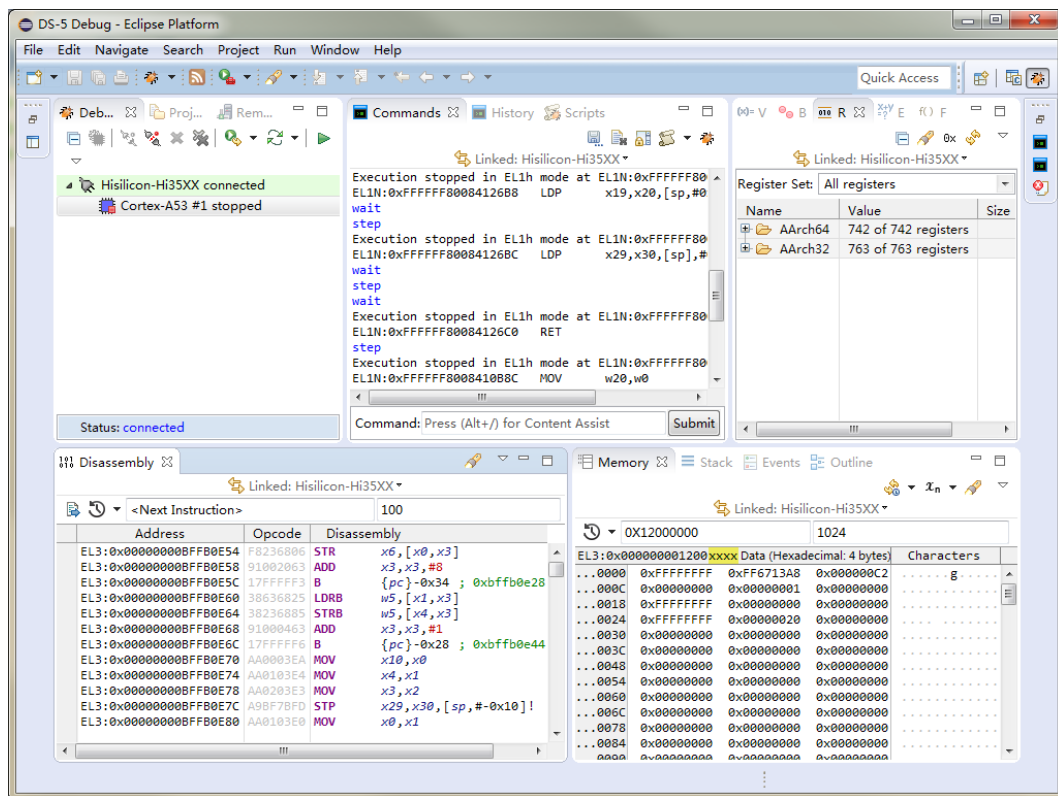 DS-5 Debug - Eclipse Platform
File Edit Navigate Search Project Run Window Help
Quick Access
Deb... Proj... Rem...
Hisilicon-Hi35XX connected
Cortex-A53 #1 stopped
Status: connected
Commands History Scripts
Linked: Hisilicon-Hi35XX
Execution stopped in EL1h mode at EL1N:0xFFFFFF80
EL1N:0xFFFFFF80084126B8 LDP x19,x20,[sp,#0
wait
step
Execution stopped in EL1h mode at EL1N:0xFFFFFF80
EL1N:0xFFFFFF80084126BC LDP x29,x30,[sp],#
wait
step
wait
Execution stopped in EL1h mode at EL1N:0xFFFFFF80
EL1N:0xFFFFFF80084126C0 RET
step
Execution stopped in EL1h mode at EL1N:0xFFFFFF80
EL1N:0xFFFFFF8008410B8C MOV w20,w0
Command: Press (Alt+/) for Content Assist Submit
(x)= V B 010 R X+Y E f() F
0x
Linked: Hisilicon-Hi35XX
Register Set: All registers
Name Value Size
AArch64 742 of 742 registers
AArch32 763 of 763 registers
Disassembly
Linked: Hisilicon-Hi35XX
<Next Instruction> 100
Address Opcode Disassembly
EL3:0x00000000BFFB0E54 F8236806 STR x6,[x0,x3]
EL3:0x00000000BFFB0E58 91002063 ADD x3,x3,#8
EL3:0x00000000BFFB0E5C 17FFFFF3 B {pc}-0x34 ; 0xbffb0e28
EL3:0x00000000BFFB0E60 38636825 LDRB w5,[x1,x3]
EL3:0x00000000BFFB0E64 38236885 STRB w5,[x4,x3]
EL3:0x00000000BFFB0E68 91000463 ADD x3,x3,#1
EL3:0x00000000BFFB0E6C 17FFFFF6 B {pc}-0x28 ; 0xbffb0e44
EL3:0x00000000BFFB0E70 AA0003EA MOV x10,x0
EL3:0x00000000BFFB0E74 AA0103E4 MOV x4,x1
EL3:0x00000000BFFB0E78 AA0203E3 MOV x3,x2
EL3:0x00000000BFFB0E7C A9BF7BFD STP x29,x30,[sp,#-0x10]!
EL3:0x00000000BFFB0E80 AA0103E0 MOV x0,x1
Memory Stack Events Outline
Linked: Hisilicon-Hi35XX
0X12000000 1024
EL3:0x000000001200xxxx Data (Hexadecimal: 4 bytes) Characters
...0000 0xFFFFFFFF 0xFF6713A8 0x000000C2 ......g.....
...000C 0x00000000 0x00000001 0x00000000 ............
...0018 0xFFFFFFFF 0x00000000 0x00000000 ............
...0024 0xFFFFFFFF 0x00000020 0x00000000 .... .......
...0030 0x00000000 0x00000000 0x00000000 ............
...003C 0x00000000 0x00000000 0x00000000 ............
...0048 0x00000000 0x00000000 0x00000000 ............
...0054 0x00000000 0x00000000 0x00000000 ............
...0060 0x00000000 0x00000000 0x00000000 ............
...006C 0x00000000 0x00000000 0x00000000 ............
...0078 0x00000000 0x00000000 0x00000000 ............
...0084 0x00000000 0x00000000 0x00000000 ............
...0090 0x00000000 0x00000000 0x00000000